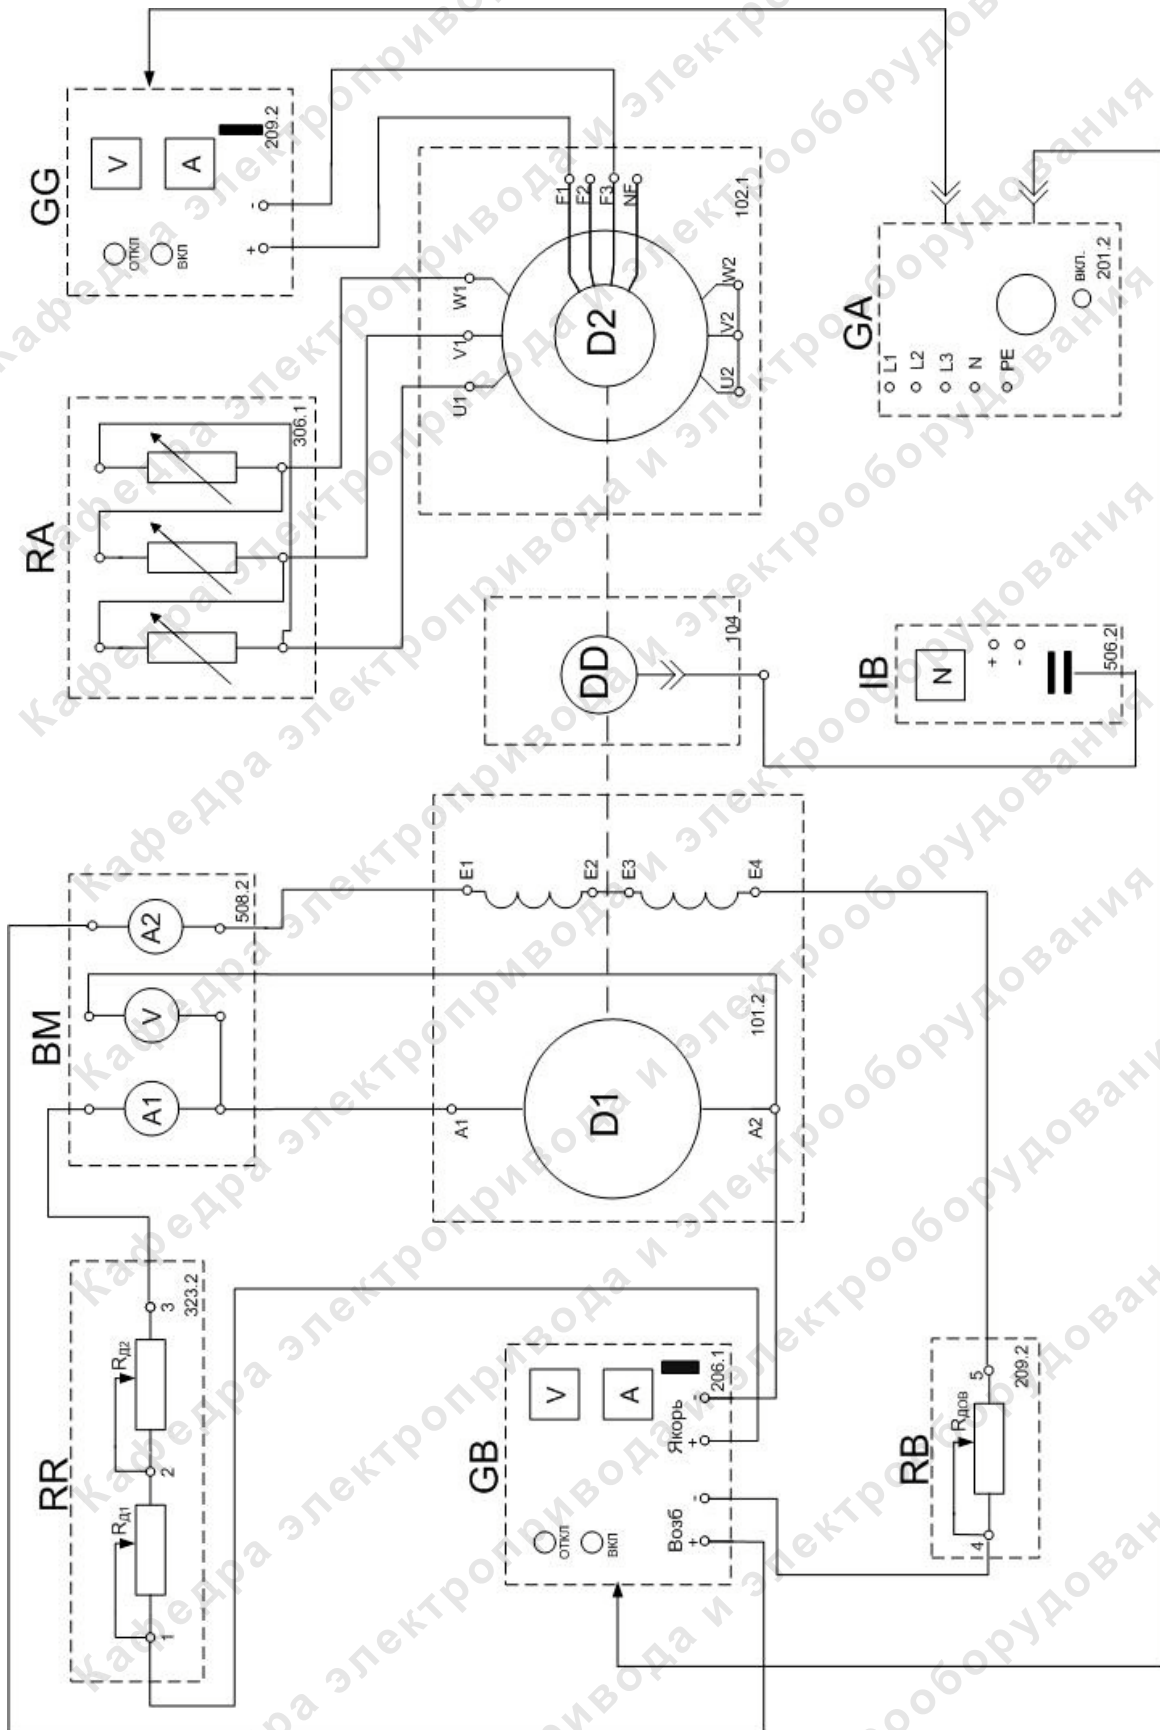 GG
V
A
209.2
ОТКЛ
ВКЛ
+
-
RA
306.1
W1
V1
U1
F1
F2
F3
NF
D2
102.1
W2
V2
U2
GA
L1
L2
L3
N
PE
ВКЛ.
201.2
DD
104
IB
N
+
-
506.2
BM
A2
V
A1
508.2
E1
E2
E3
E4
A1
D1
A2
101.2
RR
RД1
RД2
1
2
3
323.2
GB
V
A
206.1
ОТКЛ
ВКЛ
Возб
+
-
Якорь
+
-
RB
RДОВ
4
5
209.2
Кафедра электропривода и электрооборудования